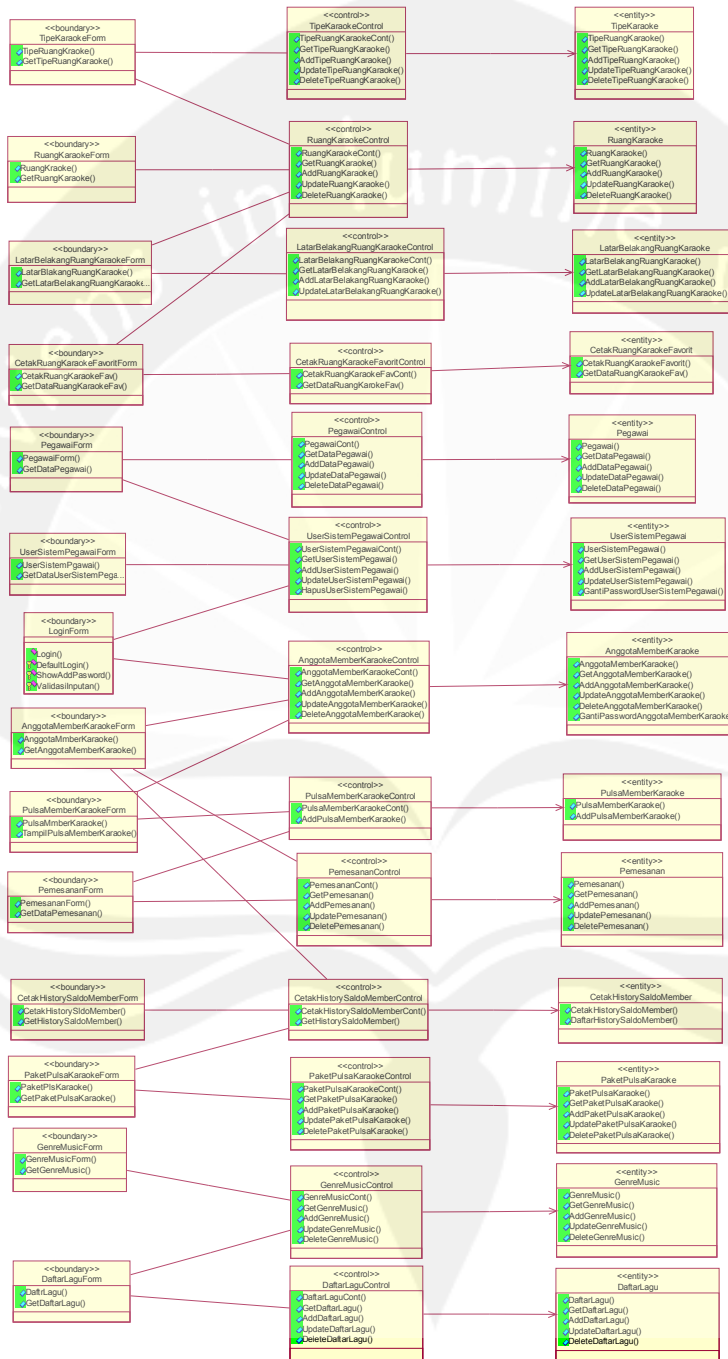 <<boundary>>
TipeKaraokeForm
TipeRuangKraoke()
GetTipeRuangKaraoke()
<<control>>
TipeKaraokeControl
TipeRuangKaraokeCont()
GetTipeRuangKaraoke()
AddTipeRuangKaraoke()
UpdateTipeRuangKaraoke()
DeleteTipeRuangKaraoke()
<<entity>>
TipeKaraoke
TipeRuangKaraoke()
GetTipeRuangKaraoke()
AddTipeRuangKaraoke()
UpdateTipeRuangKaraoke()
DeleteTipeRuangKaraoke()
<<boundary>>
RuangKaraokeForm
RuangKraoke()
GetRuangKaraoke()
<<control>>
RuangKaraokeControl
RuangKaraokeCont()
GetRuangKaraoke()
AddRuangKaraoke()
UpdateRuangKaraoke()
DeleteRuangKaraoke()
<<entity>>
RuangKaraoke
RuangKaraoke()
GetRuangKaraoke()
AddRuangKaraoke()
UpdateRuangKaraoke()
DeleteRuangKaraoke()
in lumine
<<boundary>>
LatarBelakangRuangKaraokeForm
LatarBlakangRuangKaraoke()
GetLatarBelakangRuangKaraoke...
<<control>>
LatarBelakangRuangKaraokeControl
LatarBelakangRuangKaraokeCont()
GetLatarBelakangRuangKaraoke()
AddLatarBelakangRuangKaraoke()
UpdateLatarBelakangRuangKaraoke()
<<entity>>
LatarBelakangRuangKaraoke
LatarBelakangRuangKaraoke()
GetLatarBelakangRuangKaraoke()
AddLatarBelakangRuangKaraoke()
UpdateLatarBelakangRuangKaraoke()
<<boundary>>
CetakRuangKaraokeFavoritForm
CetakRuangKaraokeFav()
GetDataRuangKaraokeFav()
<<control>>
CetakRuangKaraokeFavoritControl
CetakRuangKaraokeFavCont()
GetDataRuangKarokeFav()
<<entity>>
CetakRuangKaraokeFavorit
CetakRuangKaraokeFavorit()
GetDataRuangKaraokeFav()
<<boundary>>
PegawaiForm
PegawaiForm()
GetDataPegawai()
<<control>>
PegawaiControl
PegawaiCont()
GetDataPegawai()
AddDataPegawai()
UpdateDataPegawai()
DeleteDataPegawai()
<<entity>>
Pegawai
Pegawai()
GetDataPegawai()
AddDataPegawai()
UpdateDataPegawai()
DeleteDataPegawai()
<<boundary>>
UserSistemPegawaiForm
UserSistemPgawai()
GetDataUserSistemPega...
<<control>>
UserSistemPegawaiControl
UserSistemPegawaiCont()
GetUserSistemPegawai()
AddUserSistemPegawai()
UpdateUserSistemPegawai()
HapusUserSistemPegawai()
<<entity>>
UserSistemPegawai
UserSistemPegawai()
GetUserSistemPegawai()
AddUserSistemPegawai()
UpdateUserSistemPegawai()
GantiPasswordUserSistemPegawai()
<<boundary>>
LoginForm
Login()
DefaultLogin()
ShowAddPasword()
ValidasiInputan()
<<control>>
AnggotaMemberKaraokeControl
AnggotaMemberKaraokeCont()
GetAnggotaMemberKaraoke()
AddAnggotaMemberKaraoke()
UpdateAnggotaMemberKaraoke()
DeleteAnggotaMemberKaraoke()
<<entity>>
AnggotaMemberKaraoke
AnggotaMemberKaraoke()
GetAnggotaMemberKaraoke()
AddAnggotaMemberKaraoke()
UpdateAnggotaMemberKaraoke()
DeleteAnggotaMemberKaraoke()
GantiPasswordAnggotaMemberKaraoke
<<boundary>>
AnggotaMemberKaraokeForm
AnggotaMmberKaraoke()
GetAnggotaMemberKaraoke()
<<boundary>>
PulsaMemberKaraokeForm
PulsaMmberKaraoke()
TampilPulsaMemberKaraoke()
<<control>>
PulsaMemberKaraokeControl
PulsaMemberKaraokeCont()
AddPulsaMemberKaraoke()
<<entity>>
PulsaMemberKaraoke
PulsaMemberKaraoke()
AddPulsaMemberKaraoke()
<<boundary>>
PemesananForm
PemesananForm()
GetDataPemesanan()
<<control>>
PemesananControl
PemesananCont()
GetPemesanan()
AddPemesanan()
UpdatePemesanan()
DeletePemesanan()
<<entity>>
Pemesanan
Pemesanan()
GetPemesanan()
AddPemesanan()
UpdatePemesanan()
DeletePemesanan()
<<boundary>>
CetakHistorySaldoMemberForm
CetakHistorySldoMember()
GetHistorySaldoMember()
<<control>>
CetakHistorySaldoMemberControl
CetakHistorySaldoMemberCont()
GetHistorySaldoMember()
<<entity>>
CetakHistorySaldoMember
CetakHistorySaldoMember()
DaftarHistorySaldoMember()
<<boundary>>
PaketPulsaKaraokeForm
PaketPlsKaraoke()
GetPaketPulsaKaraoke()
<<control>>
PaketPulsaKaraokeControl
PaketPulsaKaraokeCont()
GetPaketPulsaKaraoke()
AddPaketPulsaKaraoke()
UpdatePaketPulsaKaraoke()
DeletePaketPulsaKaraoke()
<<entity>>
PaketPulsaKaraoke
PaketPulsaKaraoke()
GetPaketPulsaKaraoke()
AddPaketPulsaKaraoke()
UpdatePaketPulsaKaraoke()
DeletePaketPulsaKaraoke()
<<boundary>>
GenreMusicForm
GenreMusicForm()
GetGenreMusic()
<<control>>
GenreMusicControl
GenreMusicCont()
GetGenreMusic()
AddGenreMusic()
UpdateGenreMusic()
DeleteGenreMusic()
<<entity>>
GenreMusic
GenreMusic()
GetGenreMusic()
AddGenreMusic()
UpdateGenreMusic()
DeleteGenreMusic()
<<boundary>>
DaftarLaguForm
DaftrLagu()
GetDaftarLagu()
<<control>>
DaftarLaguControl
DaftarLaguCont()
GetDaftarLagu()
AddDaftarLagu()
UpdateDaftarLagu()
DeleteDaftarLagu()
<<entity>>
DaftarLagu
DaftarLagu()
GetDaftarLagu()
AddDaftarLagu()
UpdateDaftarLagu()
DeleteDaftarLagu()